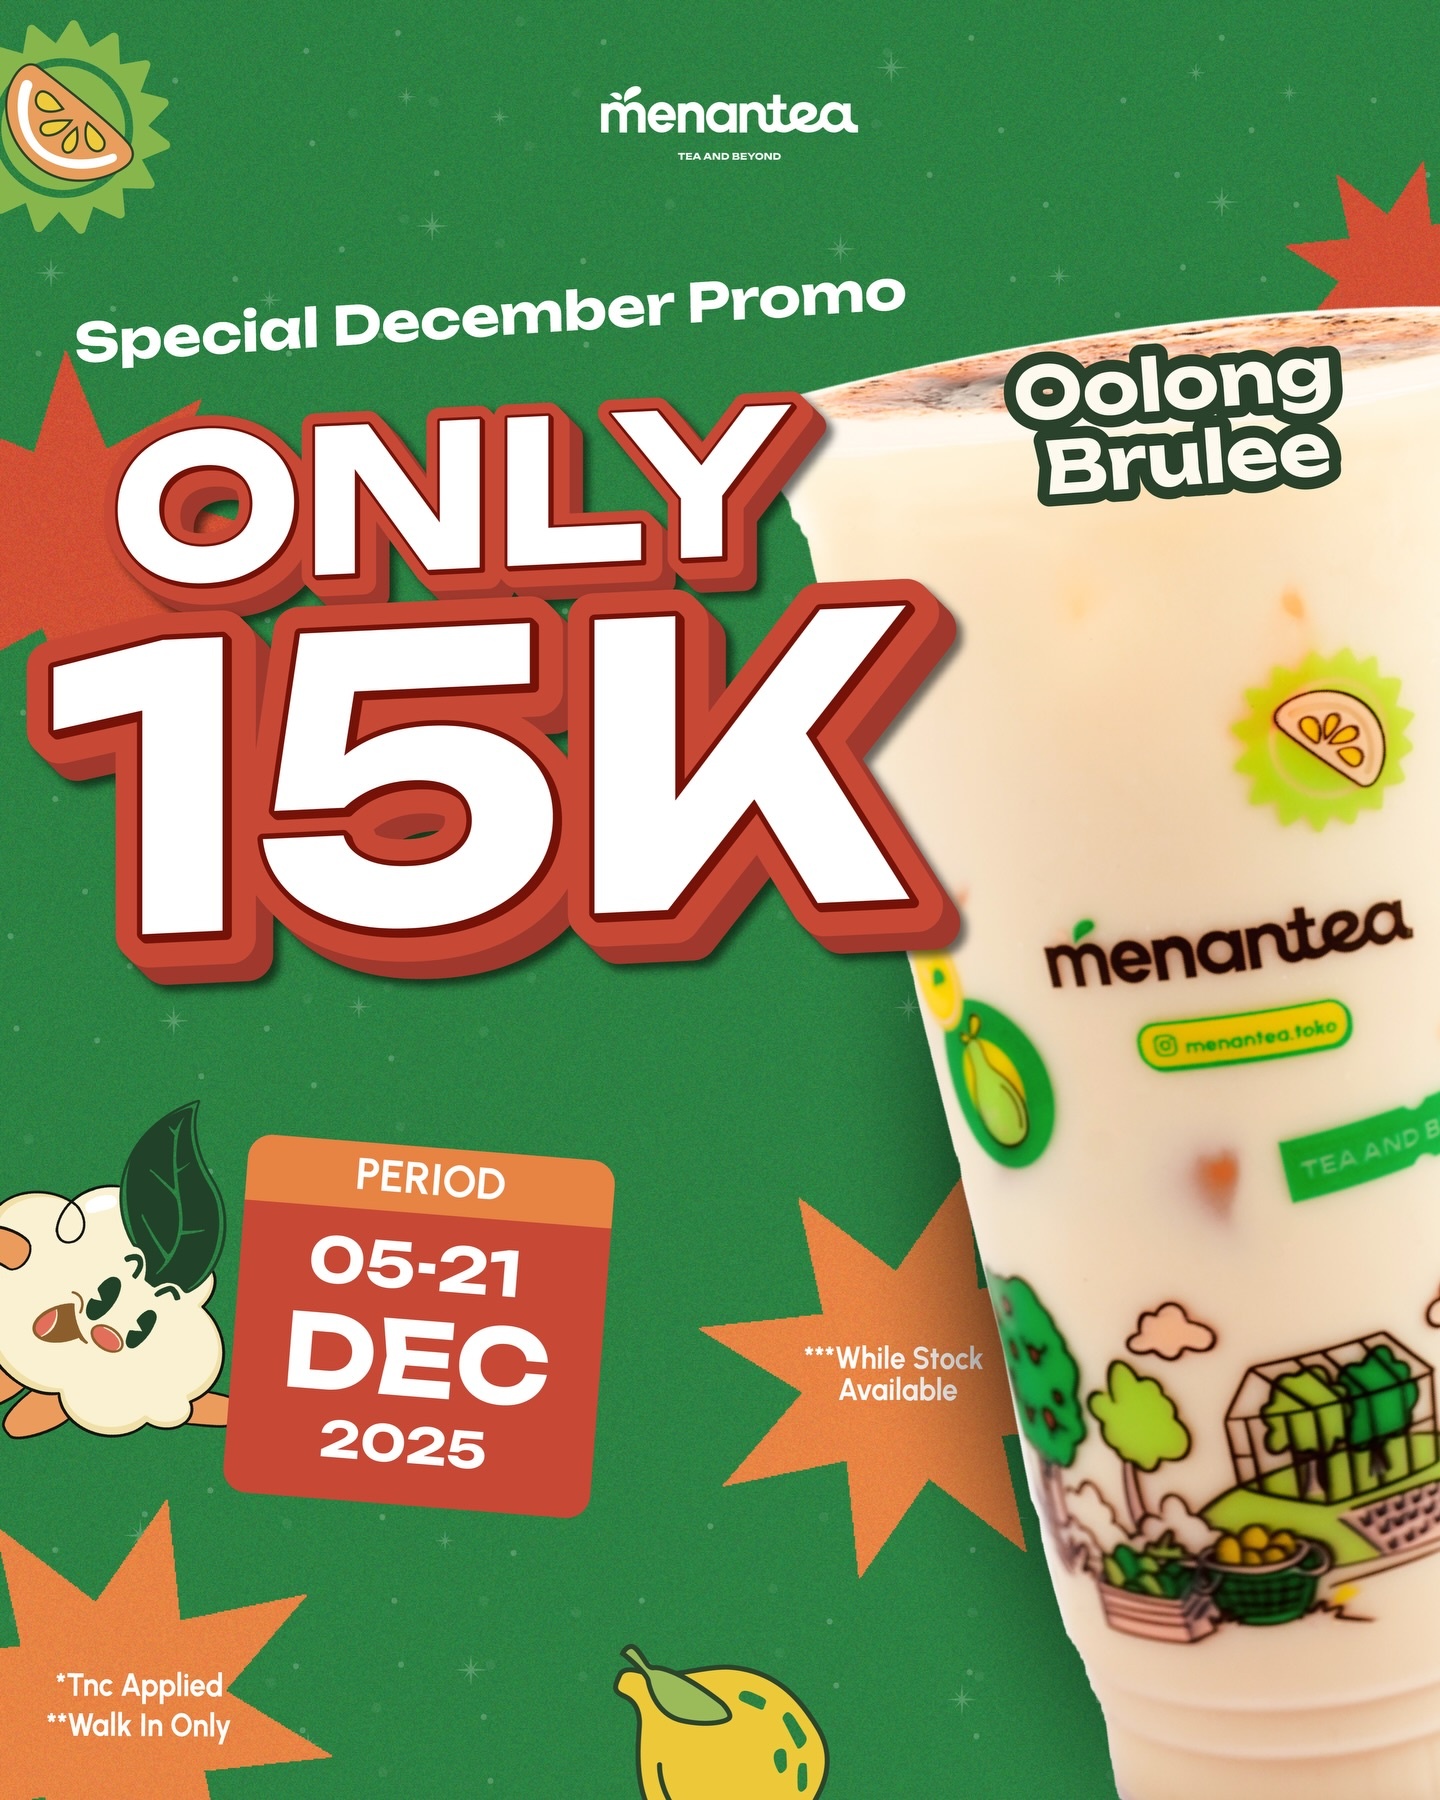 menantea
TEA AND BEYOND
Special December Promo
ONLY
15K
Oolong
Brulee
menantea
menantea.toko
TEA AND
PERIOD
05-21
DEC
2025
***While Stock
Available
*Tnc Applied
**Walk In Only